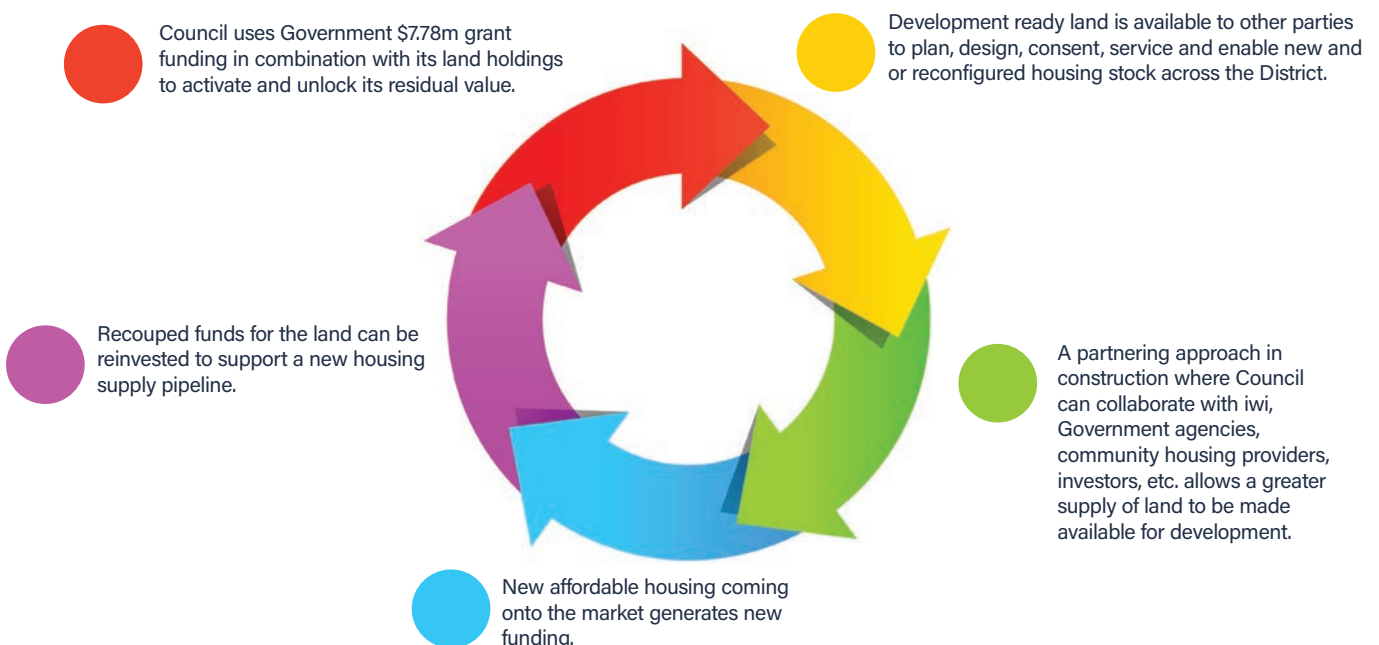 Council uses Government $7.78m grant
funding in combination with its land holdings
to activate and unlock its residual value.
Development ready land is available to other parties
to plan, design, consent, service and enable new and
or reconfigured housing stock across the District.
A partnering approach in
construction where Council
can collaborate with iwi,
Government agencies,
community housing providers,
investors, etc. allows a greater
supply of land to be made
available for development.
New affordable housing coming
onto the market generates new
funding.
Recouped funds for the land can be
reinvested to support a new housing
supply pipeline.